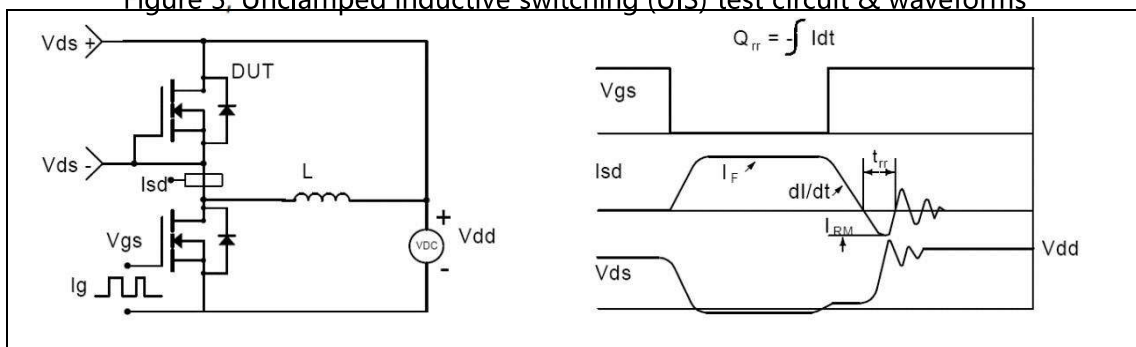 Figure 3, Unclamped inductive switching (UIS) test circuit & waveforms
Vds +
DUT
Vds -
Isd
L
Vgs
Ig
+
VDC
-
Vdd
Qrr = -∫ Idt
Vgs
Isd
IF
dI/dt
trr
IRM
Vds
Vdd